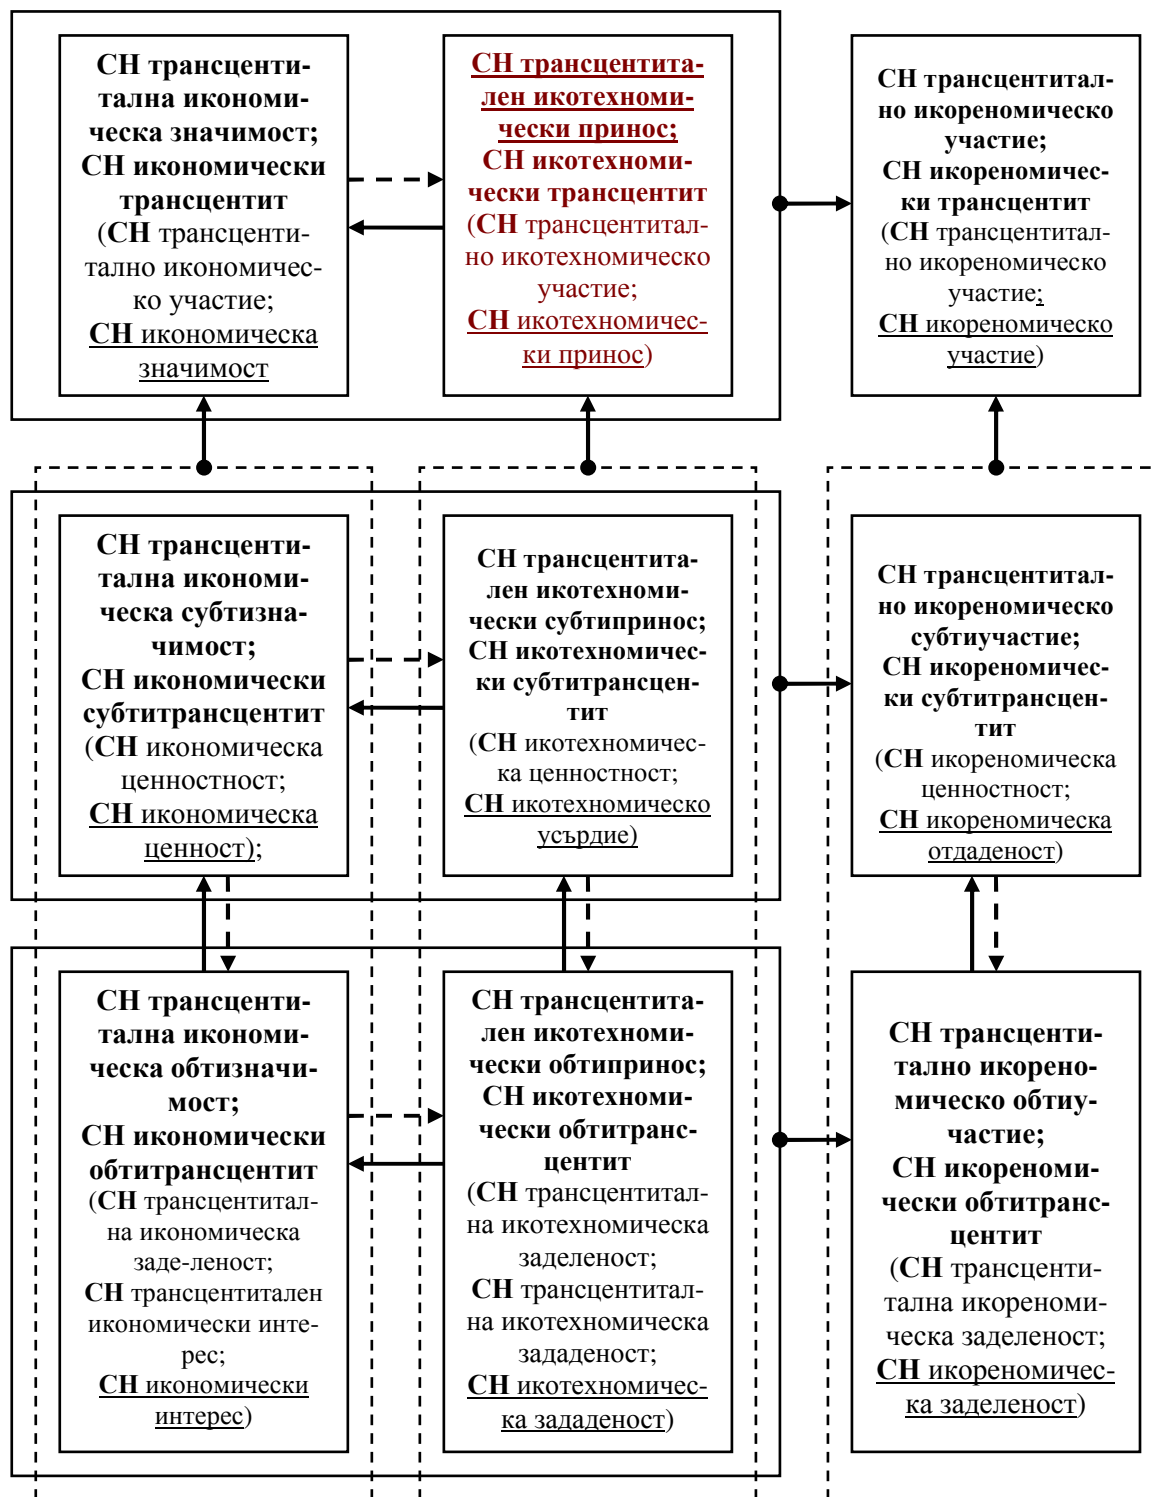 СН трансценти-
тална икономи-
ческа значимост;
СН икономически
трансцентит
(СН трансценти-
тално икономичес-
ко участие;
СН икономическа
значимост
СН трансцентита-
лен икотехноми-
чески принос;
СН икотехноми-
чески трансцентит
(СН трансцентитал-
но икотехномическо
участие;
СН икотехномичес-
ки принос)
СН трансцентитал-
но икореномическо
участие;
СН икореномичес-
ки трансцентит
(СН трансцентитал-
но икореномическо
участие;
СН икореномическо
участие)
СН трансценти-
тална икономи-
ческа субтизна-
чимост;
СН икономически
субтитрансцентит
(СН икономическа
ценностност;
СН икономическа
ценност);
СН трансцентита-
лен икотехноми-
чески субтипринос;
СН икотехномичес-
ки субтитрансцен-
тит
(СН икотехномичес-
ка ценностност;
СН икотехномическо
усърдие)
СН трансцентитал-
но икореномическо
субтиучастие;
СН икореномичес-
ки субтитрансцен-
тит
(СН икореномическа
ценностност;
СН икореномическа
отдаденост)
СН трансценти-
тална икономи-
ческа обтизначи-
мост;
СН икономически
обтитрансцентит
(СН трансцентитал-
на икономическа
заде-леност;
СН трансцентитален
икономически инте-
рес;
СН икономически
интерес)
СН трансцентита-
лен икотехноми-
чески обтипринос;
СН икотехноми-
чески обтитранс-
центит
(СН трансцентитал-
на икотехномическа
заделеност;
СН трансцентитал-
на икотехномическа
зададеност;
СН икотехномичес-
ка зададеност)
СН трансценти-
тално икорено-
мическо обтиу-
частие;
СН икореноми-
чески обтитранс-
центит
(СН трансценти-
тална икореноми-
ческа заделеност;
СН икореномичес-
ка заделеност)